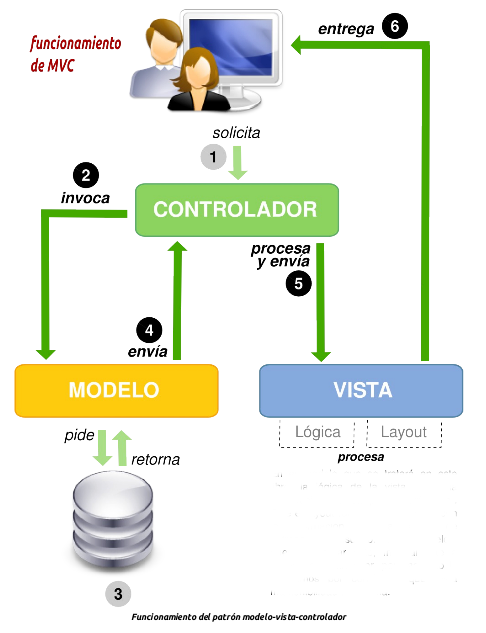 funcionamiento
de MVC
entrega 6
solicita
1
2
invoca
CONTROLADOR
procesa
y envía
5
4
envía
MODELO
VISTA
Lógica
Layout
procesa
pide
retorna
3
Funcionamiento del patrón modelo-vista-controlador